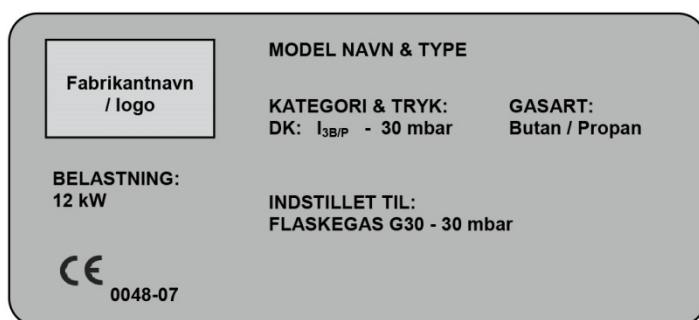 Fabrikantnavn
/ logo
MODEL NAVN & TYPE
KATEGORI & TRYK:
DK: I3B/P - 30 mbar
GASART:
Butan / Propan
BELASTNING:
12 kW
INDSTILLET TIL:
FLASKEGAS G30 - 30 mbar
CE
0048-07